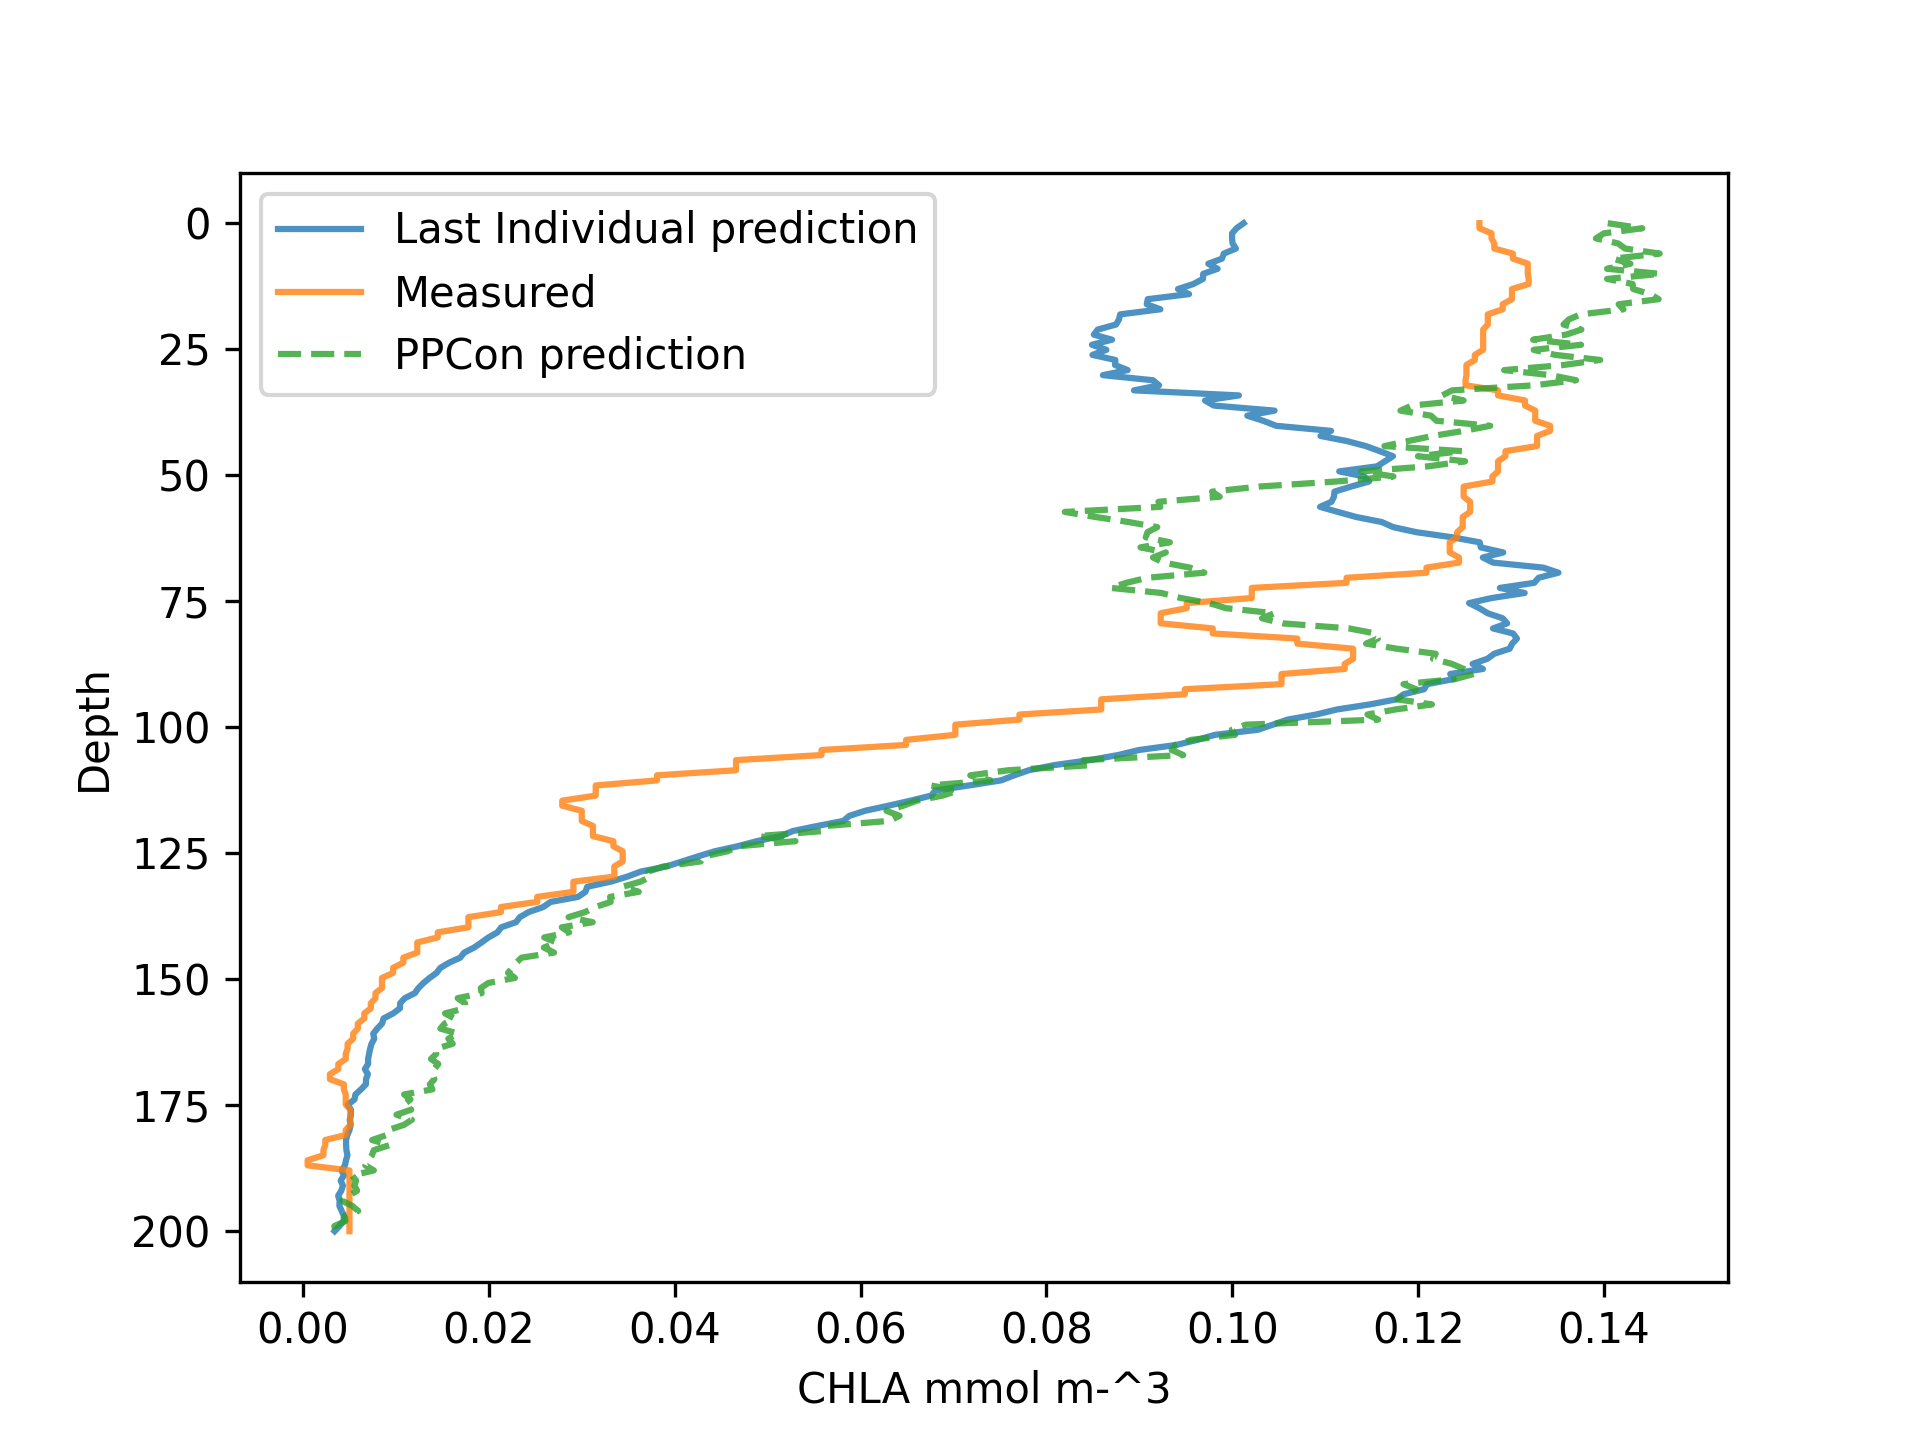 Last Individual prediction
Measured
PPCon prediction
0
25
50
75
100
125
150
175
200
Depth
0.00 0.02 0.04 0.06 0.08 0.10 0.12 0.14
CHLA mmol m-^3